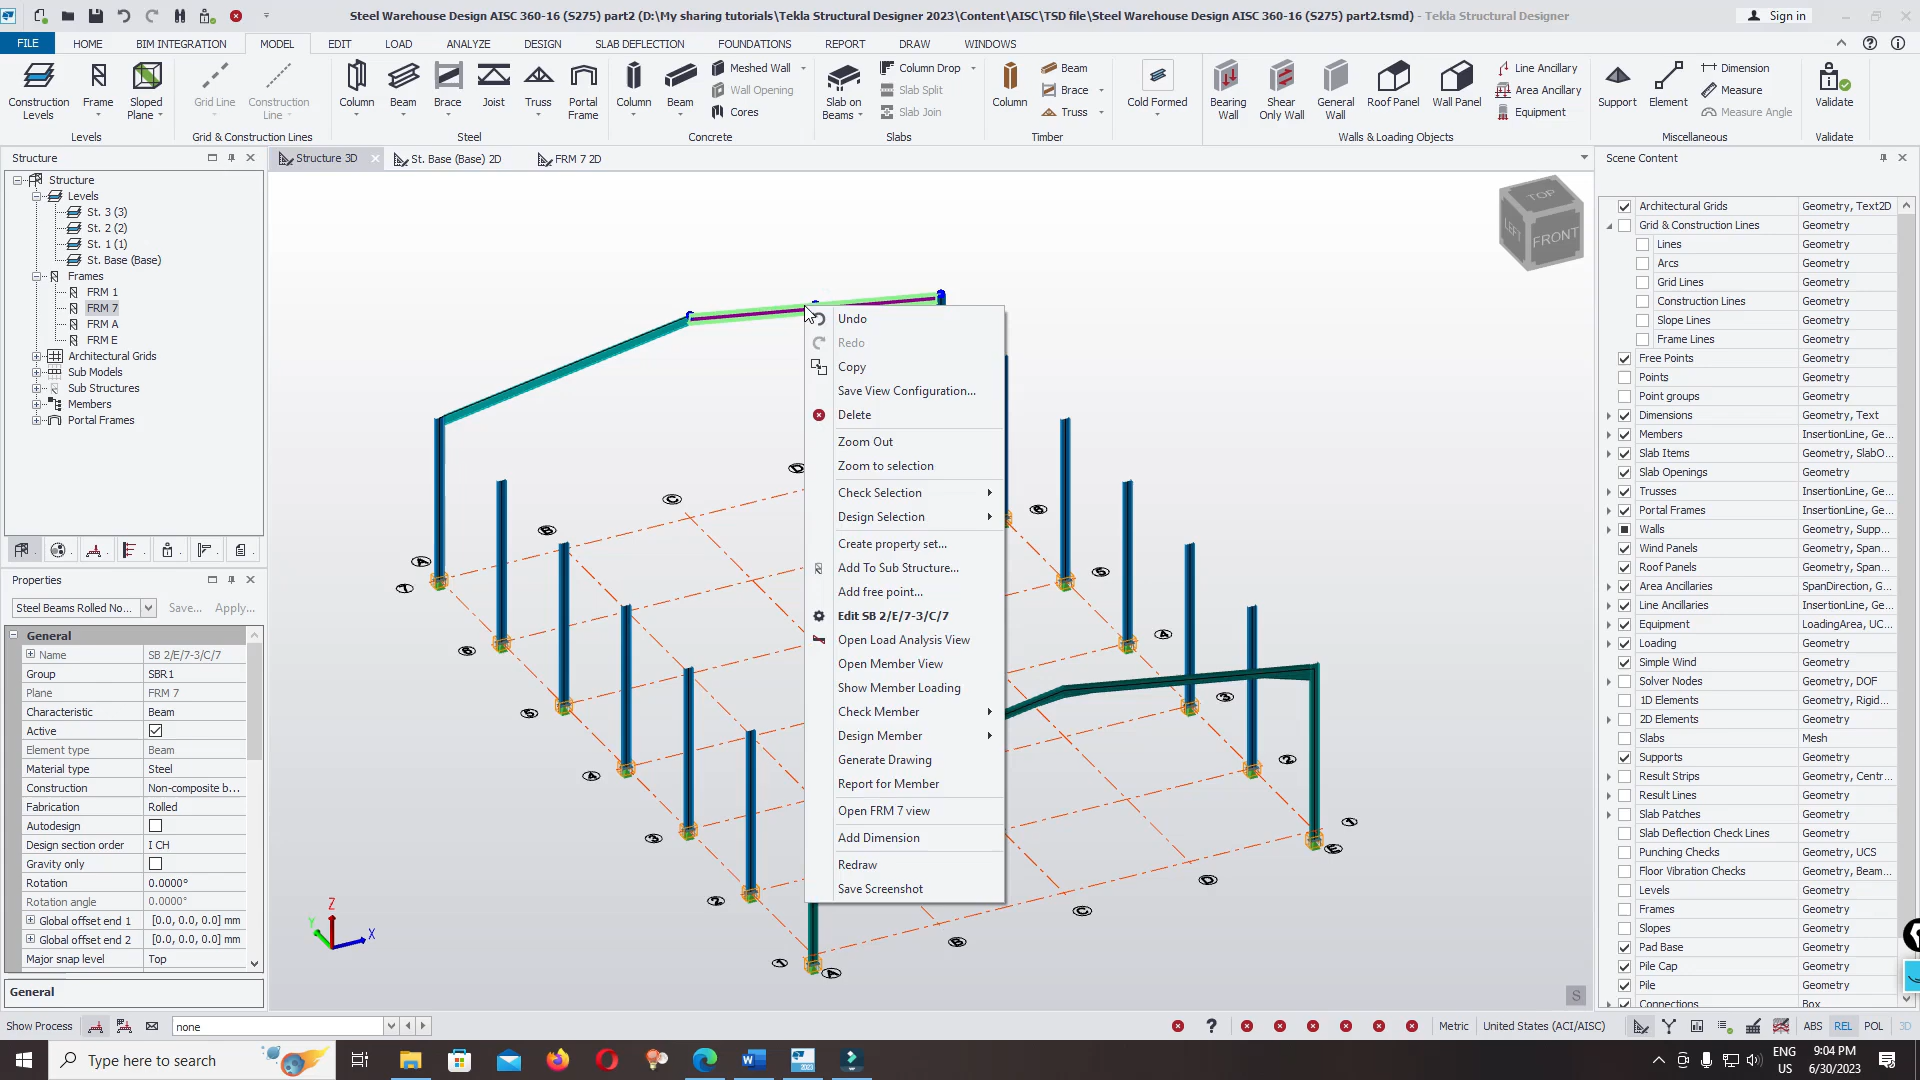 Steel Warehouse Design AISC 360-16 (S275) part2 (D:\My sharing tutorials\Tekla Structural Designer 2023\Content\AISC\TSD file\Steel Warehouse Design AISC 360-16 (S275) part2.tsmd) - Tekla Structural Designer
Sign in
FILE HOME BIM INTEGRATION MODEL EDIT LOAD ANALYZE DESIGN SLAB DEFLECTION FOUNDATIONS REPORT DRAW WINDOWS
Construction Levels
Frame
Sloped Plane
Levels
Grid Line
Construction Line
Grid & Construction Lines
Column
Beam
Brace
Joist
Truss
Portal Frame
Steel
Column
Beam
Meshed Wall
Wall Opening
Cores
Concrete
Slab on Beams
Column Drop
Slab Split
Slab Join
Slabs
Column
Beam
Brace
Truss
Timber
Cold Formed
Bearing Wall
Shear Only Wall
General Wall
Roof Panel
Wall Panel
Line Ancillary
Area Ancillary
Equipment
Walls & Loading Objects
Support
Element
Dimension
Measure
Measure Angle
Miscellaneous
Validate
Validate
Structure
Structure
Levels
St. 3 (3)
St. 2 (2)
St. 1 (1)
St. Base (Base)
Frames
FRM 1
FRM 7
FRM A
FRM E
Architectural Grids
Sub Models
Sub Structures
Members
Portal Frames
Properties
Steel Beams Rolled No... Save... Apply...
General
Name SB 2/E/7-3/C/7
Group SBR1
Plane FRM 7
Characteristic Beam
Active
Element type Beam
Material type Steel
Construction Non-composite b...
Fabrication Rolled
Autodesign
Design section order I CH
Gravity only
Rotation 0.0000°
Rotation angle 0.0000°
Global offset end 1 [0.0, 0.0, 0.0] mm
Global offset end 2 [0.0, 0.0, 0.0] mm
Major snap level Top
General
Structure 3D St. Base (Base) 2D FRM 7 2D
TOP
LEFT
FRONT
Undo
Redo
Copy
Save View Configuration...
Delete
Zoom Out
Zoom to selection
Check Selection
Design Selection
Create property set...
Add To Sub Structure...
Add free point...
Edit SB 2/E/7-3/C/7
Open Load Analysis View
Open Member View
Show Member Loading
Check Member
Design Member
Generate Drawing
Report for Member
Open FRM 7 view
Add Dimension
Redraw
Save Screenshot
D
C
B
A
7
6
5
4
3
2
1
A
B
C
D
E
1
2
3
4
5
6
Z
Y
X
S
Scene Content
Architectural Grids Geometry, Text2D
Grid & Construction Lines Geometry
Lines Geometry
Arcs Geometry
Grid Lines Geometry
Construction Lines Geometry
Slope Lines Geometry
Frame Lines Geometry
Free Points Geometry
Points Geometry
Point groups Geometry
Dimensions Geometry, Text
Members InsertionLine, Ge...
Slab Items Geometry, SlabO...
Slab Openings Geometry
Trusses InsertionLine, Ge...
Portal Frames InsertionLine, Ge...
Walls Geometry, Supp...
Wind Panels Geometry, Span...
Roof Panels Geometry, Span...
Area Ancillaries SpanDirection, G...
Line Ancillaries InsertionLine, Ge...
Equipment LoadingArea, UC...
Loading Geometry
Simple Wind Geometry
Solver Nodes Geometry, DOF
1D Elements Geometry, Rigid...
2D Elements Geometry
Slabs Mesh
Supports Geometry
Result Strips Geometry, Centr...
Result Lines Geometry
Slab Patches Geometry
Slab Deflection Check Lines Geometry
Punching Checks Geometry, UCS
Floor Vibration Checks Geometry, Beam...
Levels Geometry
Frames Geometry
Slopes Geometry
Pad Base Geometry
Pile Cap Geometry
Pile Geometry
Connections Box
Show Process none
Metric United States (ACI/AISC) ABS REL POL 3D
Type here to search
ENG
US
9:04 PM
6/30/2023